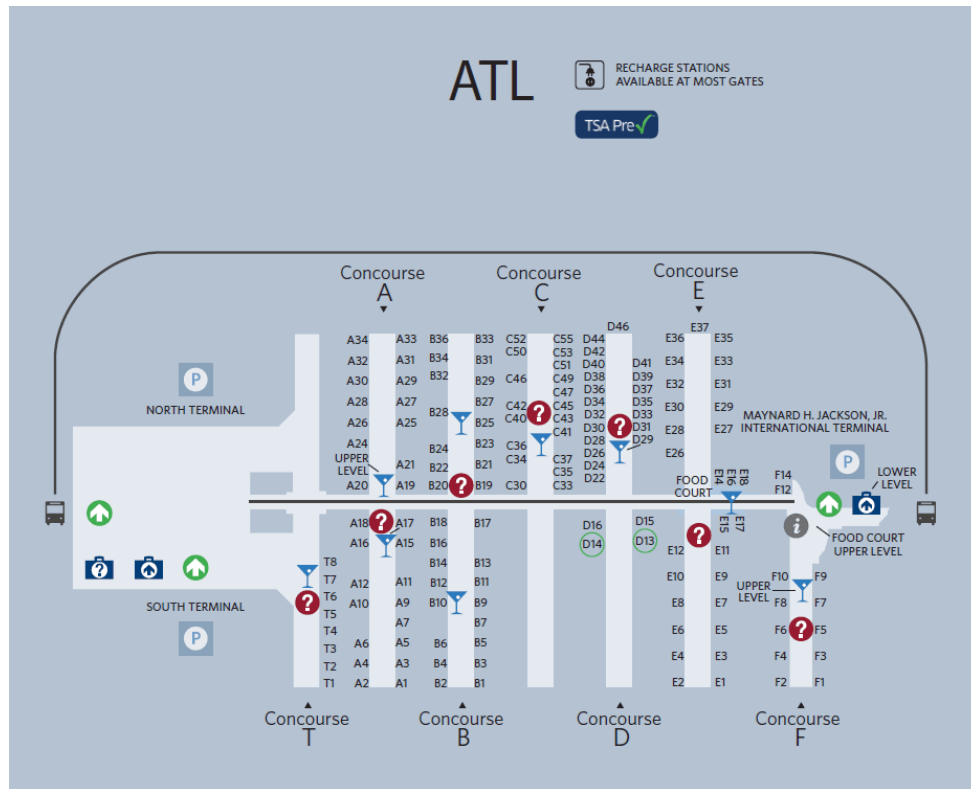 ATL
RECHARGE STATIONS
AVAILABLE AT MOST GATES
TSA Pre
Concourse
A
Concourse
C
Concourse
E
D46
E37
A34 A33 B36 B33 C52 C55 D44 E36 E35
C50 C53 D42
A32 A31 B34 B31 C51 D40 D41 E34 E33
A30 A29 B32 B29 C46 C49 D38 D39 E32 E31
C47 D36 D37
A28 A27 B27 C42 C45 D34 D35 E30 E29
B28 C40 C43 D32 D33
A26 A25 B25 C41 D30 D31 E28 E27
A24 B24 B23 C36 D28 D29 E26
UPPER
LEVEL
A21 B22 B21 C34 C37 D26
C35 D24
A20 A19 B20 B19 C30 C33 D22
FOOD
COURT
E14 E16 E18
F14
F12
P
NORTH TERMINAL
MAYNARD H. JACKSON, JR.
INTERNATIONAL TERMINAL
P
LOWER
LEVEL
A18 A17 B18 B17 D16 D15 E15 E17
i
FOOD COURT
UPPER LEVEL
A16 A15 B16 D14 D13 E12 E11
T8 B14 B13
T7 A12 A11 B12 B11 E10 E9 F10 F9
UPPER
LEVEL
T6 A10 A9 B10 B9 E8 E7 F8 F7
T5 A7 B7
T4 E6 E5 F6 F5
T3 A6 A5 B6 B5
T2 A4 A3 B4 B3 E4 E3 F4 F3
T1 A2 A1 B2 B1 E2 E1 F2 F1
?
SOUTH TERMINAL
P
Concourse
T
Concourse
B
Concourse
D
Concourse
F